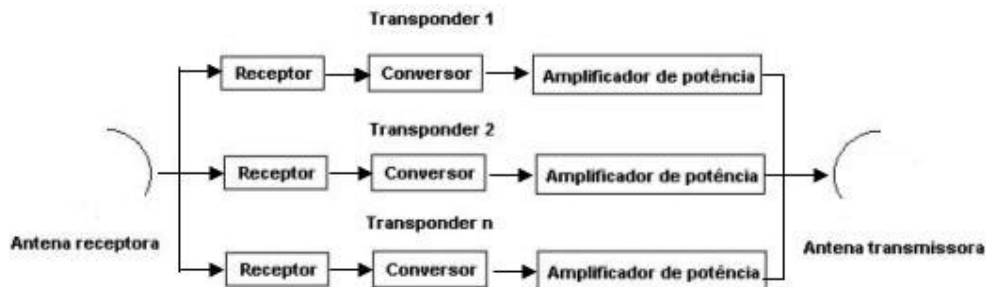 Transponder 1
Receptor
Conversor
Amplificador de potência
Transponder 2
Receptor
Conversor
Amplificador de potência
Antena receptora
Transponder n
Antena transmissora
Receptor
Conversor
Amplificador de potência